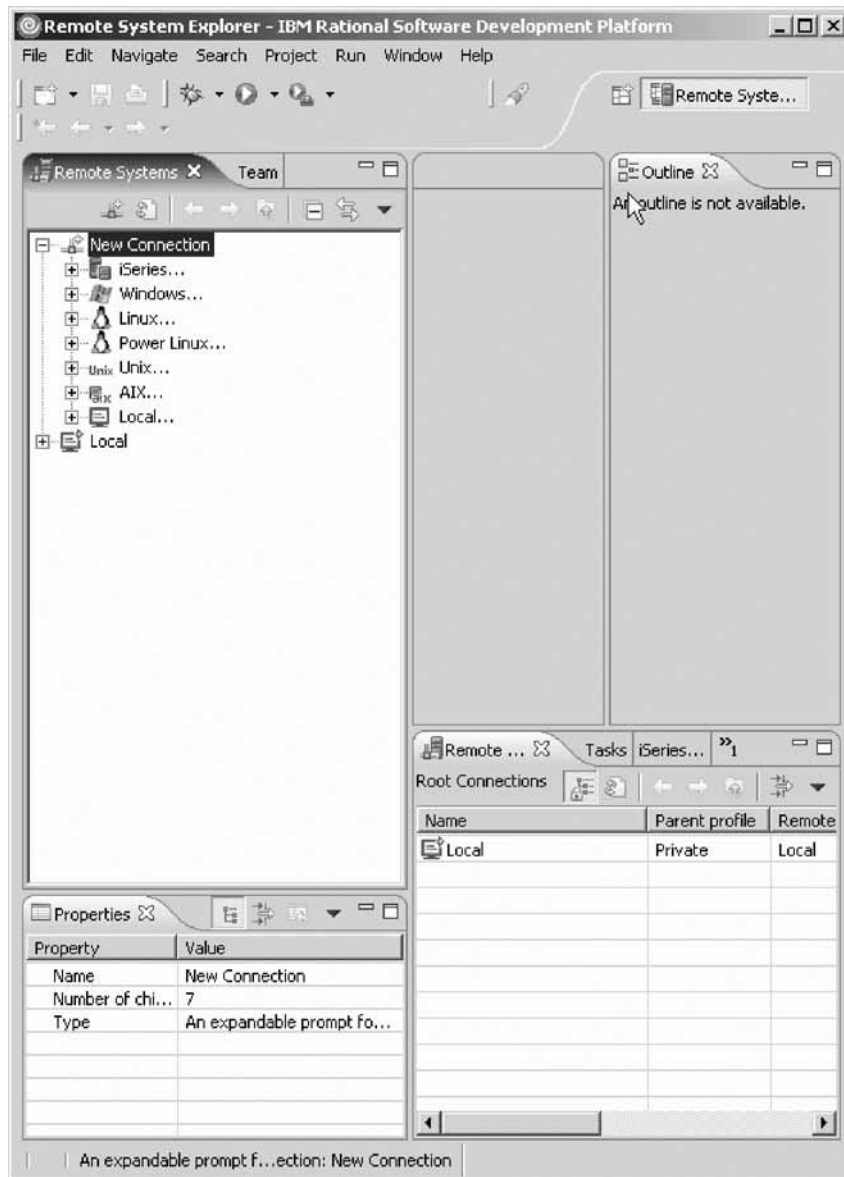 Remote System Explorer - IBM Rational Software Development Platform
File Edit Navigate Search Project Run Window Help
Remote Syste...
Remote Systems
Team
Outline
An outline is not available.
New Connection
iSeries...
Windows...
Linux...
Power Linux...
Unix Unix...
aix AIX...
Local...
Local
Remote ...
Tasks
iSeries...
»1
Root Connections
Name Parent profile Remote
Local Private Local
Properties
Property Value
Name New Connection
Number of chi... 7
Type An expandable prompt fo...
An expandable prompt f...ection: New Connection